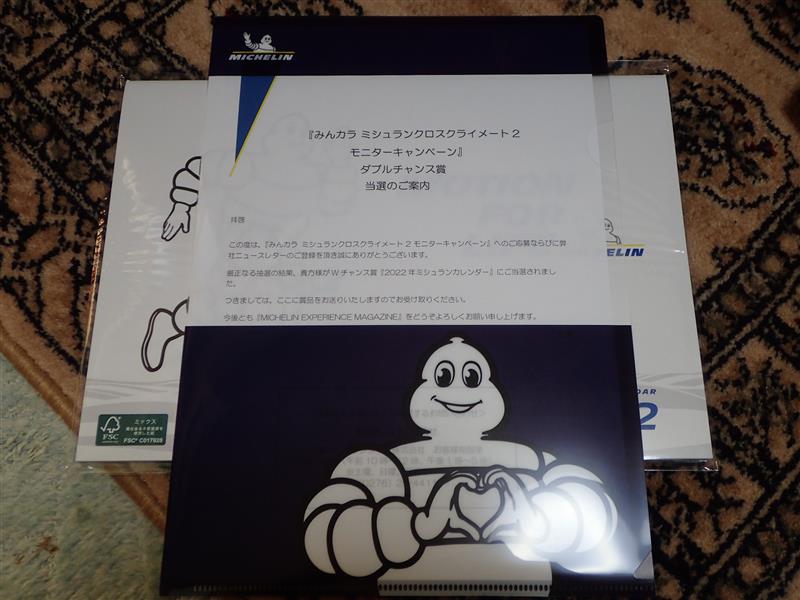 MICHELIN
『みんカラ ミシュランクロスクライメート2
モニターキャンペーン』
ダブルチャンス賞
当選のご案内
拝啓
この度は、『みんカラ ミシュランクロスクライメート2 モニターキャンペーン』へのご応募ならびに弊
社ニュースレターのご登録を頂き誠にありがとうございます。
厳正なる抽選の結果、貴方様がWチャンス賞『2022年ミシュランカレンダー』にご当選されまし
た。
つきましては、ここに賞品をお送りいたしますのでお受け取りください。
今後とも『MICHELIN EXPERIENCE MAGAZINE』をどうぞよろしくお願い申し上げます。
ELIN
DAR
2
ミックス
FSC
FSC® C017928